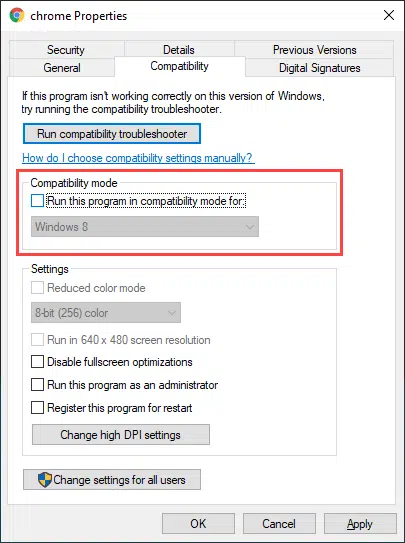 chrome Properties
Security
Details
Previous Versions
General
Compatibility
Digital Signatures
If this program isn't working correctly on this version of Windows,
try running the compatibility troubleshooter.
Run compatibility troubleshooter
How do I choose compatibility settings manually?
Compatibility mode
Run this program in compatibility mode for:
Windows 8
Settings
Reduced color mode
8-bit (256) color
Run in 640 x 480 screen resolution
Disable fullscreen optimizations
Run this program as an administrator
Register this program for restart
Change high DPI settings
Change settings for all users
OK
Cancel
Apply